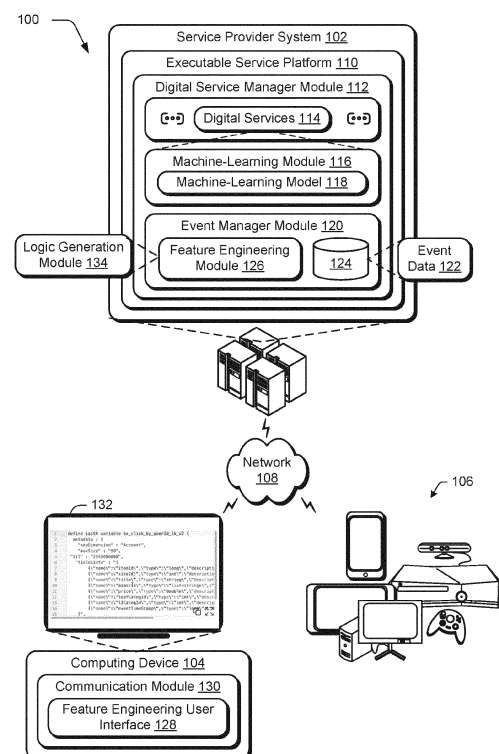 100
Service Provider System 102
Executable Service Platform 110
Digital Service Manager Module 112
Digital Services 114
Machine-Learning Module 116
Machine-Learning Model 118
Event Manager Module 120
Logic Generation
Module 134
Feature Engineering
Module 126
124
Event
Data 122
Network
108
132
106
metadata : {
Computing Device 104
Communication Module 130
Feature Engineering User
Interface 128